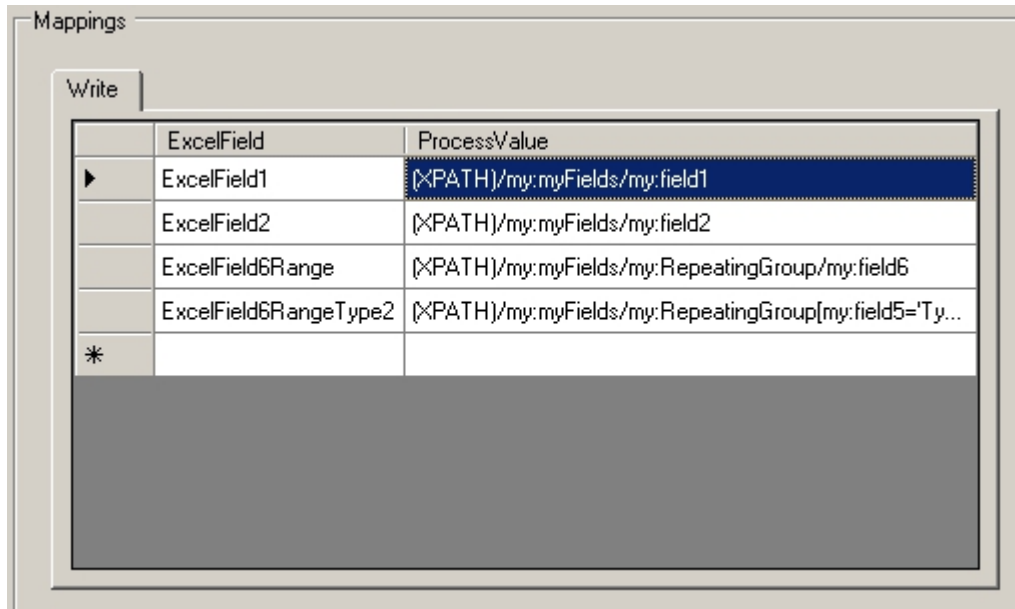 Mappings
Write
ExcelField ProcessValue
ExcelField1 (XPATH)/my:myFields/my:field1
ExcelField2 (XPATH)/my:myFields/my:field2
ExcelField6Range (XPATH)/my:myFields/my:RepeatingGroup/my:field6
ExcelField6RangeType2 (XPATH)/my:myFields/my:RepeatingGroup[my:field5='Ty...